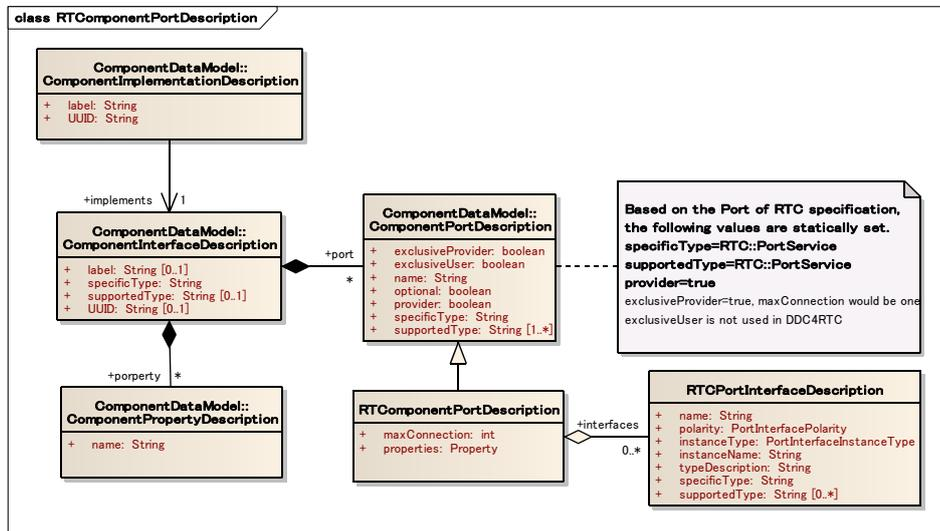 class RTComponentPortDescription
ComponentDataModel::
ComponentImplementationDescription
+ label: String
+ UUID: String
+implements
1
ComponentDataModel::
ComponentInterfaceDescription
+ label: String [0..1]
+ specificType: String
+ supportedType: String [0..1]
+ UUID: String [0..1]
+port
*
ComponentDataModel::
ComponentPortDescription
+ exclusiveProvider: boolean
+ exclusiveUser: boolean
+ name: String
+ optional: boolean
+ provider: boolean
+ specificType: String
+ supportedType: String [1..*]
Based on the Port of RTC specification,
the following values are statically set.
specificType=RTC::PortService
supportedType=RTC::PortService
provider=true
exclusiveProvider=true, maxConnection would be one
exclusiveUser is not used in DDC4RTC
+porperty
*
ComponentDataModel::
ComponentPropertyDescription
+ name: String
RTComponentPortDescription
+ maxConnection: int
+ properties: Property
+interfaces
0..*
RTCPortInterfaceDescription
+ name: String
+ polarity: PortInterfacePolarity
+ instanceType: PortInterfaceInstanceType
+ instanceName: String
+ typeDescription: String
+ specificType: String
+ supportedType: String [0..*]